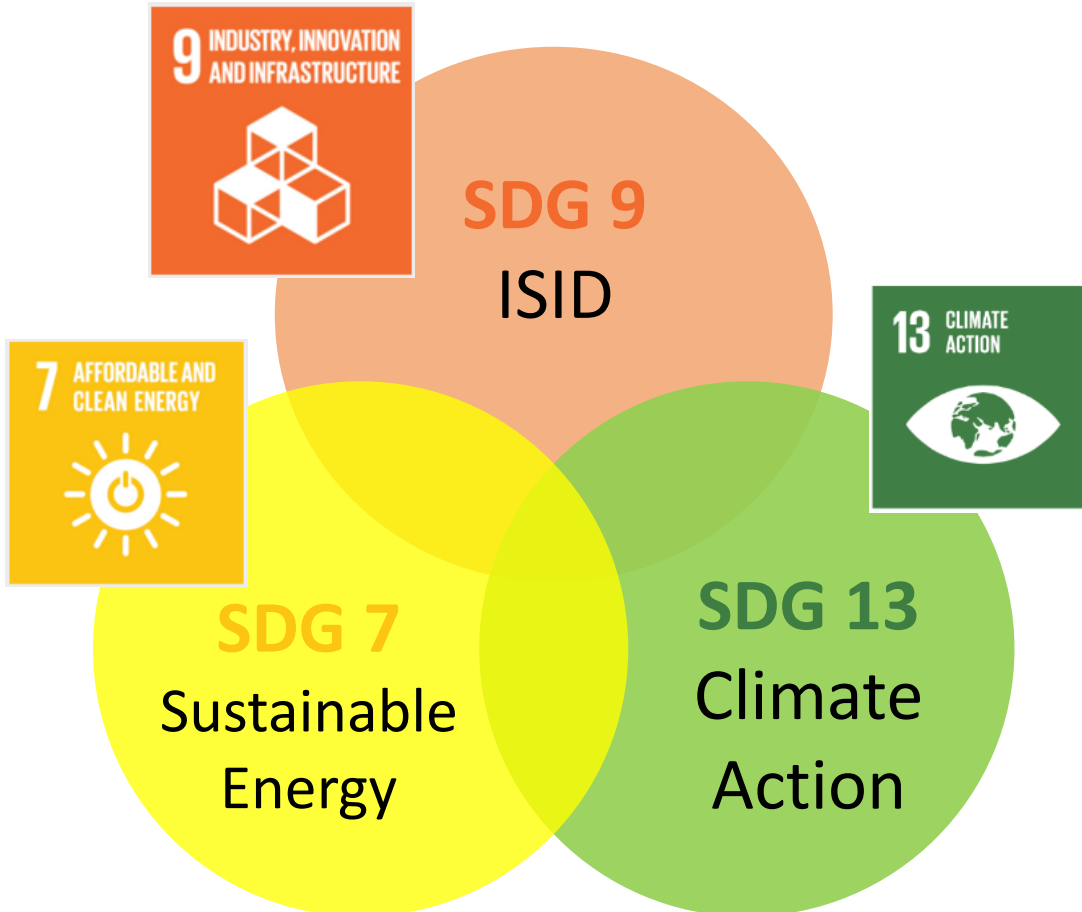 9 INDUSTRY, INNOVATION
AND INFRASTRUCTURE
SDG 9
ISID
13 CLIMATE
ACTION
7 AFFORDABLE AND
CLEAN ENERGY
SDG 7
Sustainable
Energy
SDG 13
Climate
Action